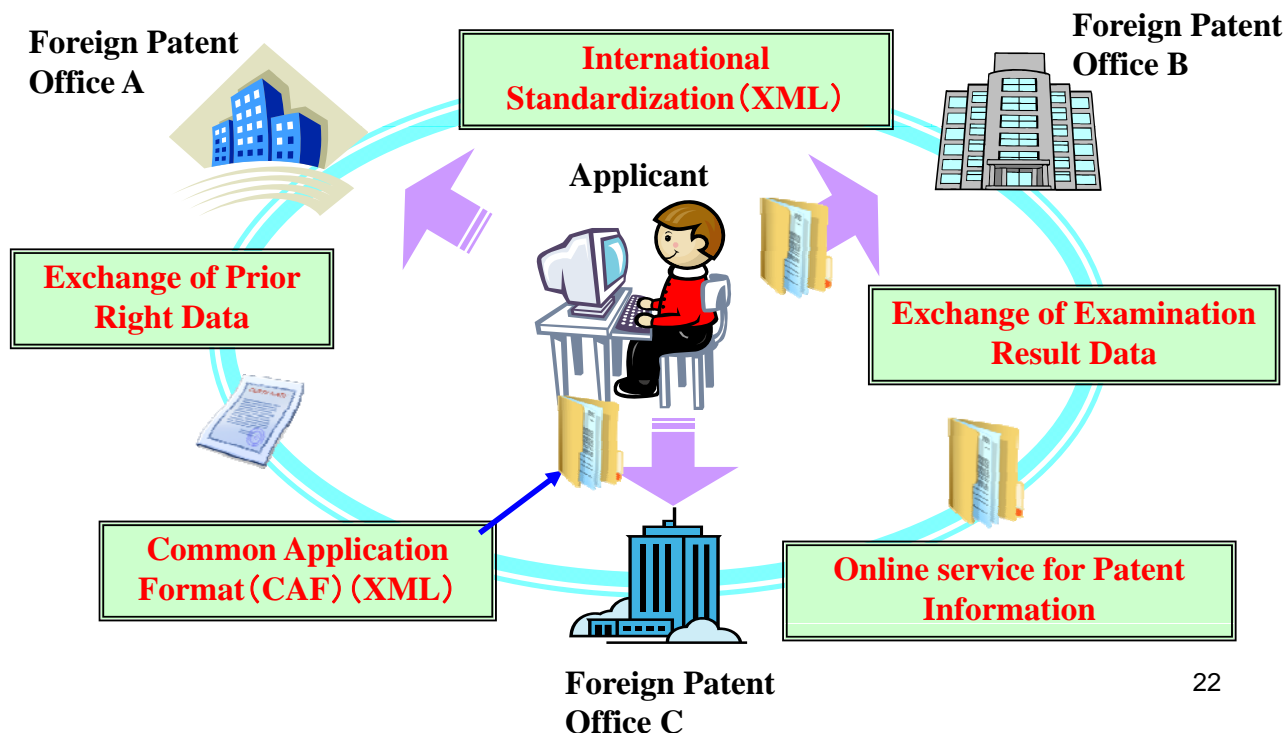 Foreign Patent
Office A
International
Standardization（XML）
Foreign Patent
Office B
Applicant
Exchange of Prior
Right Data
Exchange of Examination
Result Data
Common Application
Format（CAF）（XML）
Online service for Patent
Information
Foreign Patent
Office C
22